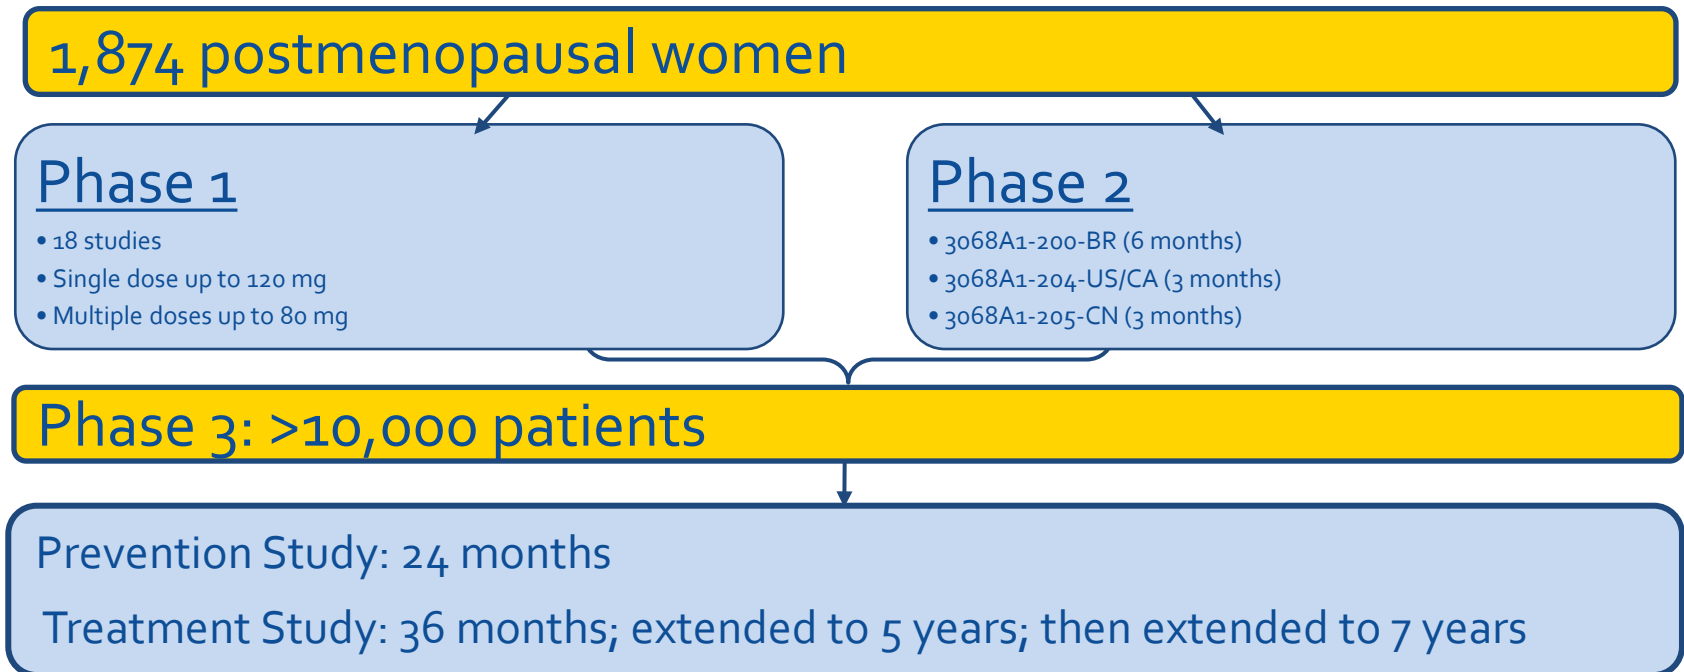 1,874 postmenopausal women
Phase 1
• 18 studies
• Single dose up to 120 mg
• Multiple doses up to 80 mg
Phase 2
• 3068A1-200-BR (6 months)
• 3068A1-204-US/CA (3 months)
• 3068A1-205-CN (3 months)
Phase 3: >10,000 patients
Prevention Study: 24 months
Treatment Study: 36 months; extended to 5 years; then extended to 7 years